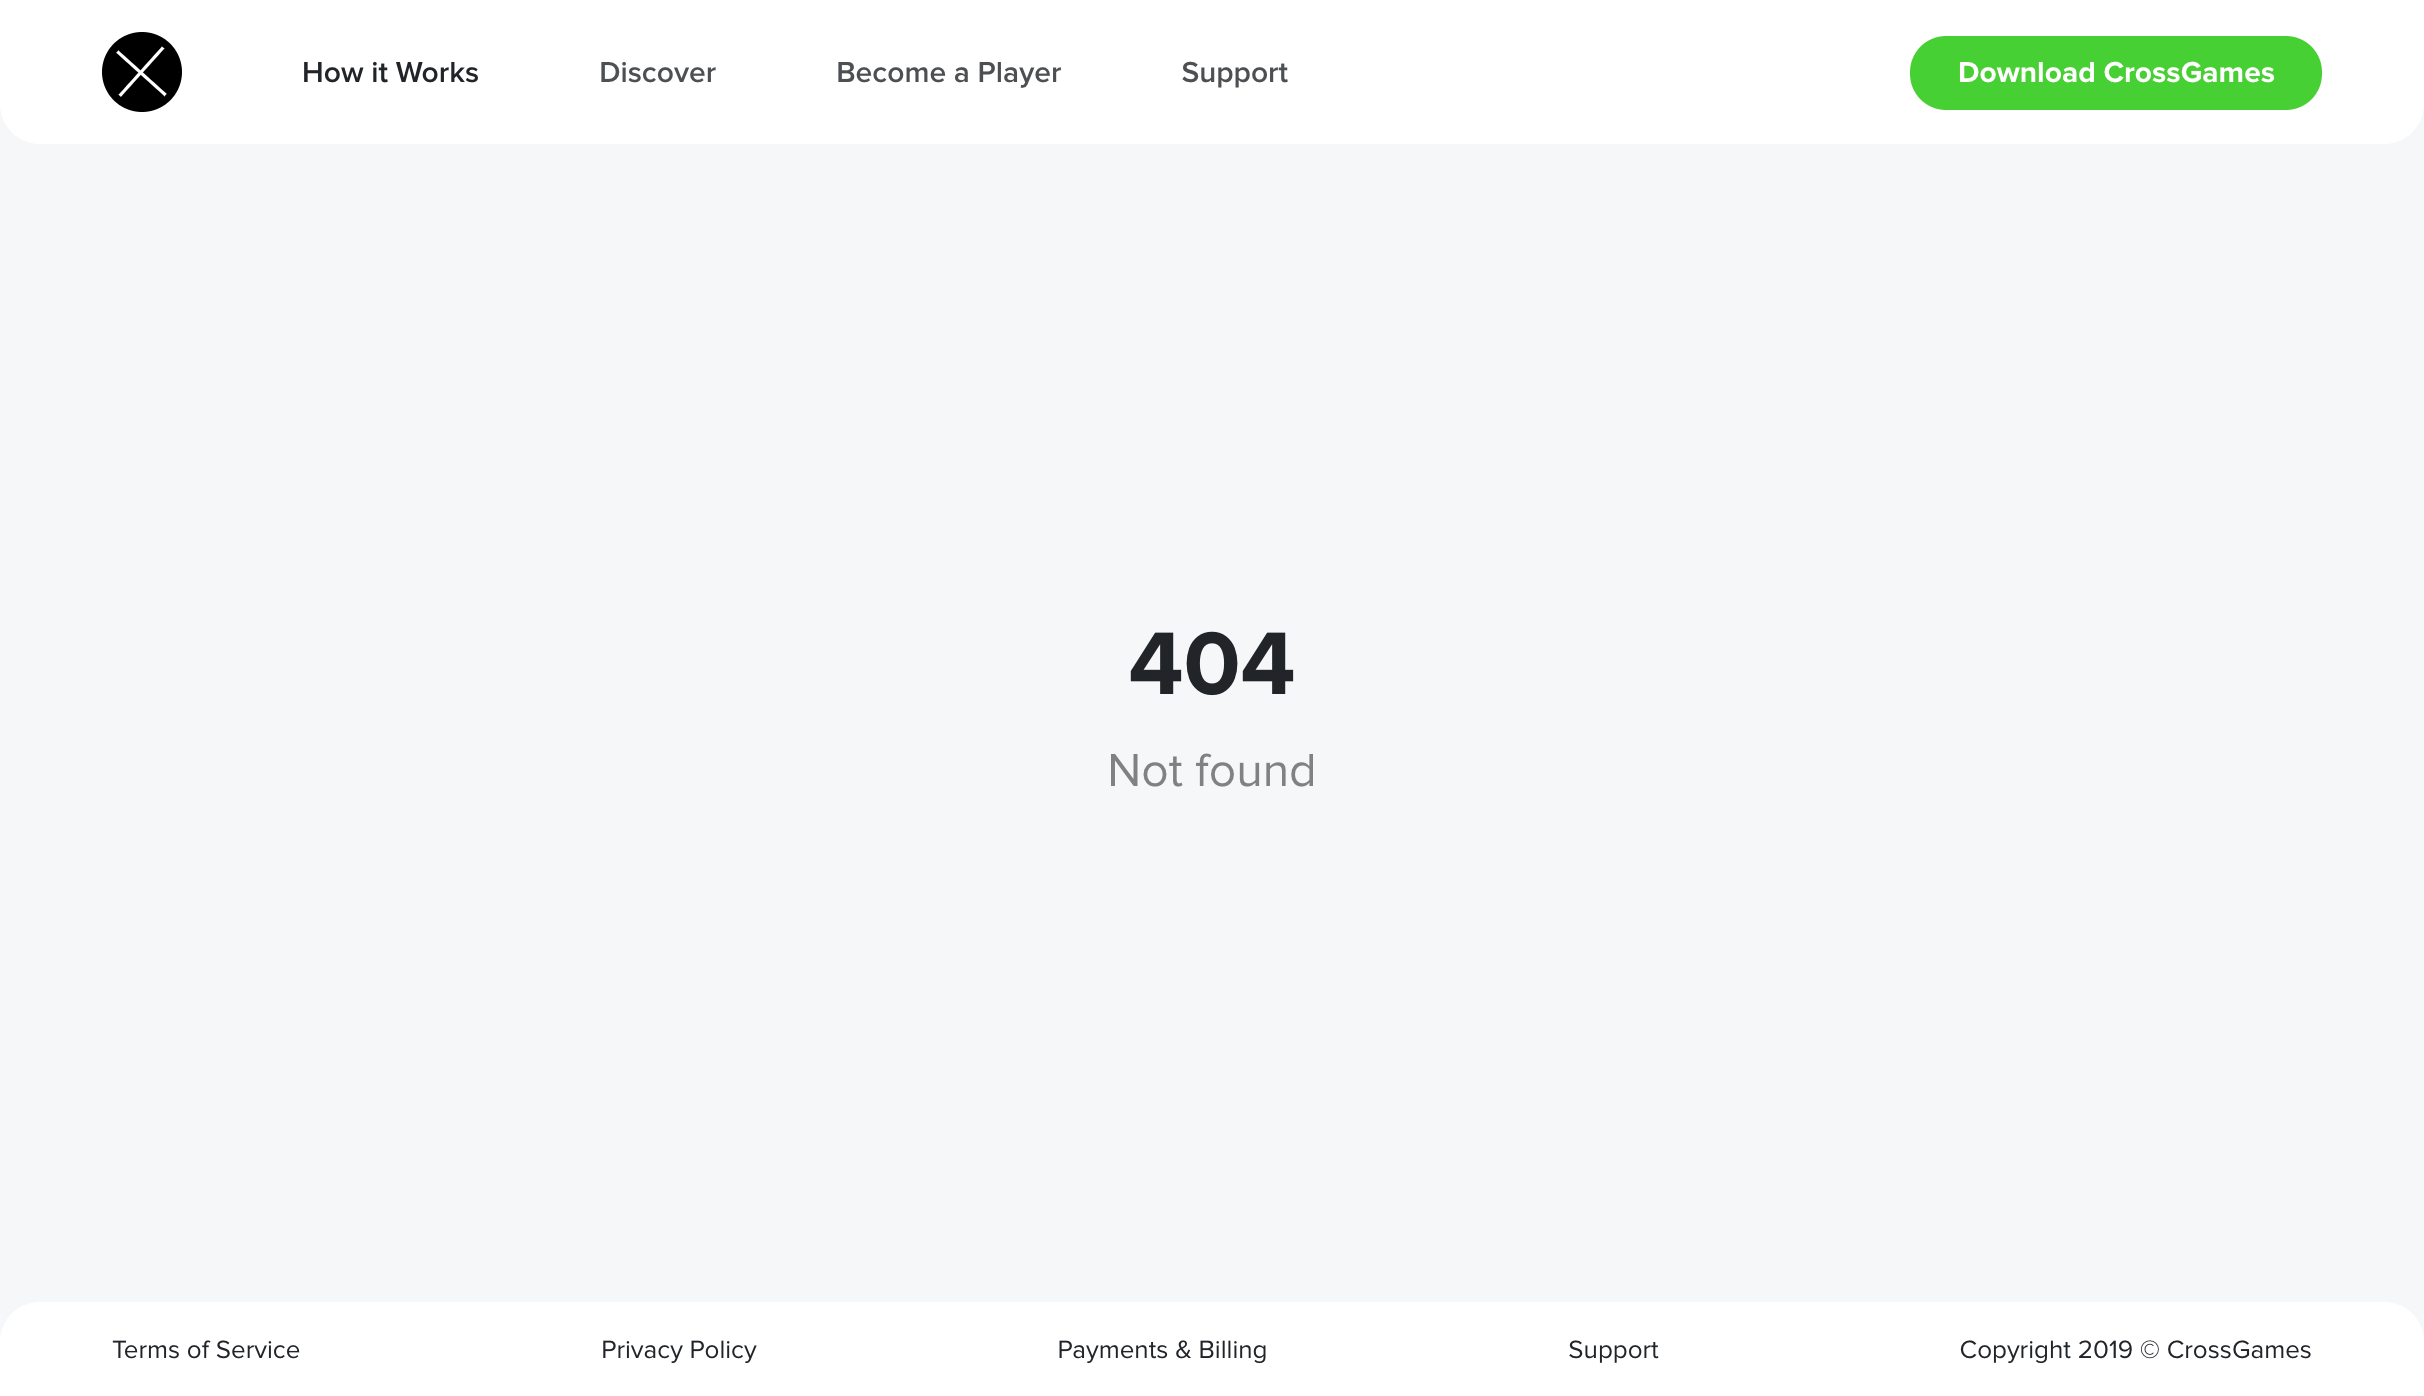 How it Works
Discover
Become a Player
Support
Download CrossGames
404
Not found
Terms of Service
Privacy Policy
Payments & Billing
Support
Copyright 2019 © CrossGames